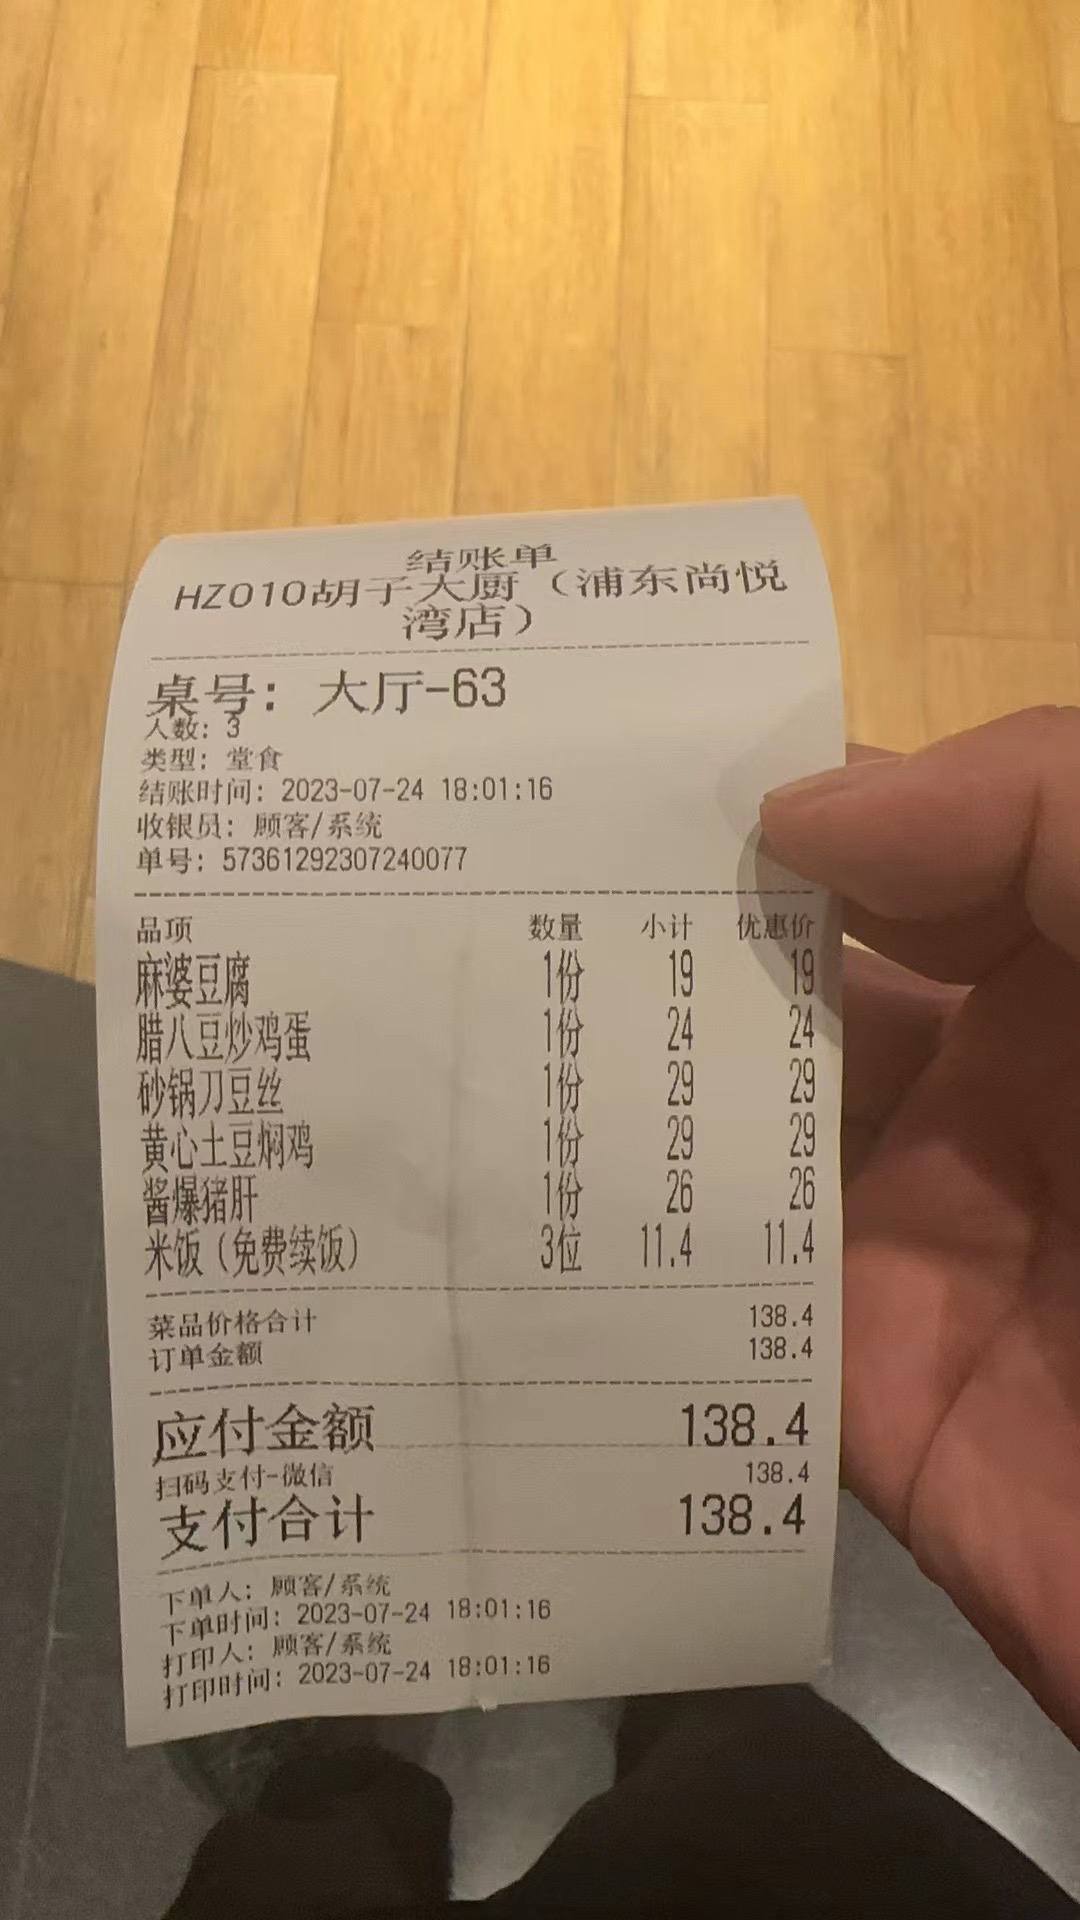 结账单
HZ010胡子大厨（浦东尚悦
湾店）
桌号：大厅-63
人数：3
类型：堂食
结账时间：2023-07-24 18:01:16
收银员：顾客/系统
单号：57361292307240077
品项 数量 小计 优惠价
麻婆豆腐 1份 19 19
腊八豆炒鸡蛋 1份 24 24
砂锅刀豆丝 1份 29 29
黄心土豆焖鸡 1份 29 29
酱爆猪肝 1份 26 26
米饭（免费续饭） 3位 11.4 11.4
菜品价格合计 138.4
订单金额 138.4
应付金额 138.4
扫码支付-微信 138.4
支付合计 138.4
下单人：顾客/系统
下单时间：2023-07-24 18:01:16
打印人：顾客/系统
打印时间：2023-07-24 18:01:16